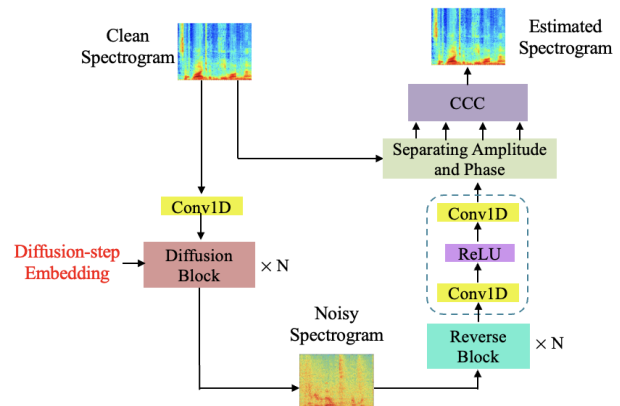 Clean
Spectrogram
Estimated
Spectrogram
CCC
Separating Amplitude
and Phase
Conv1D
Conv1D
Diffusion-step
Embedding
Diffusion
Block
× N
ReLU
Conv1D
Noisy
Spectrogram
Reverse
Block
× N